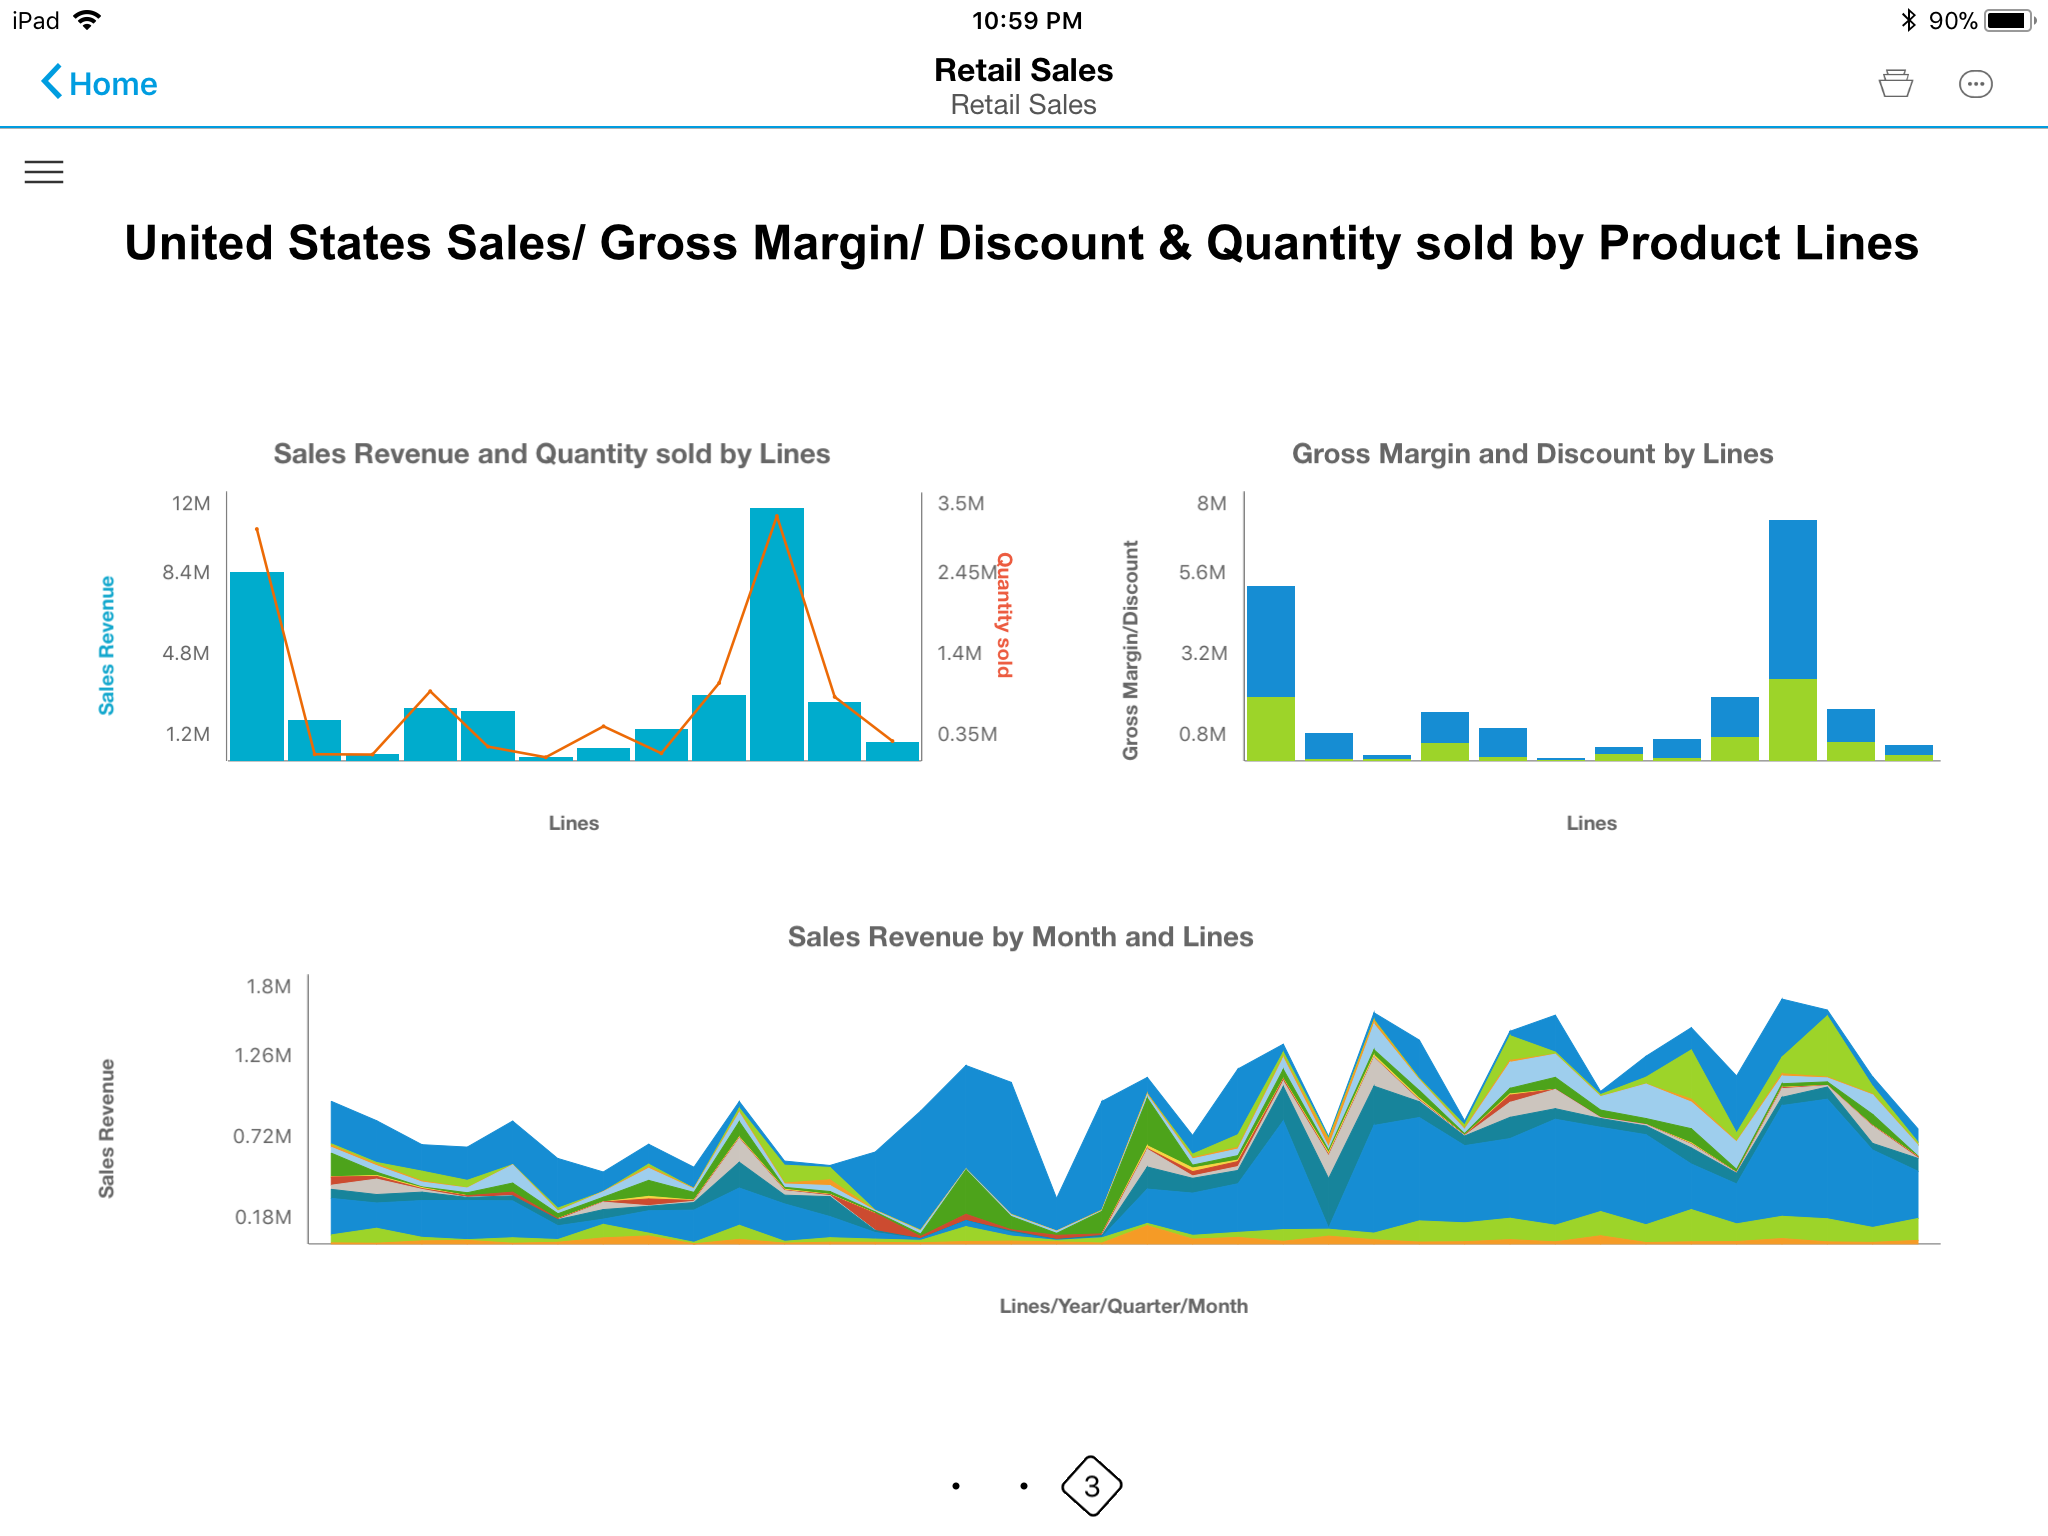 iPad 10:59 PM 90%
Home
Retail Sales
Retail Sales
United States Sales/ Gross Margin/ Discount & Quantity sold by Product Lines
Sales Revenue and Quantity sold by Lines
12M
8.4M
4.8M
1.2M
Sales Revenue
3.5M
2.45M
1.4M
0.35M
Quantity sold
Lines
Gross Margin and Discount by Lines
8M
5.6M
3.2M
0.8M
Gross Margin/Discount
Lines
Sales Revenue by Month and Lines
1.8M
1.26M
0.72M
0.18M
Sales Revenue
Lines/Year/Quarter/Month
3